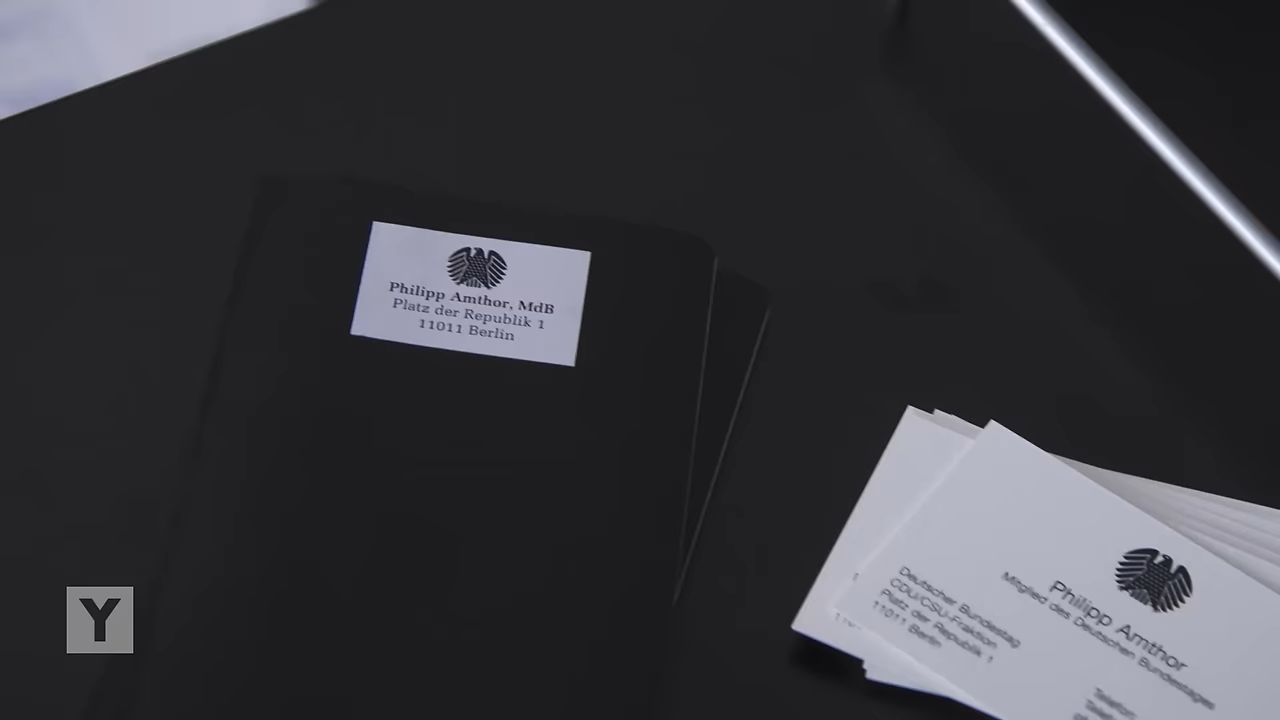 Philipp Amthor, MdB
Platz der Republik 1
11011 Berlin
Philipp Amthor
Mitglied des Deutschen Bundestages
Deutscher Bundestag
CDU/CSU-Fraktion
Platz der Republik 1
11011 Berlin
Telefon
Y